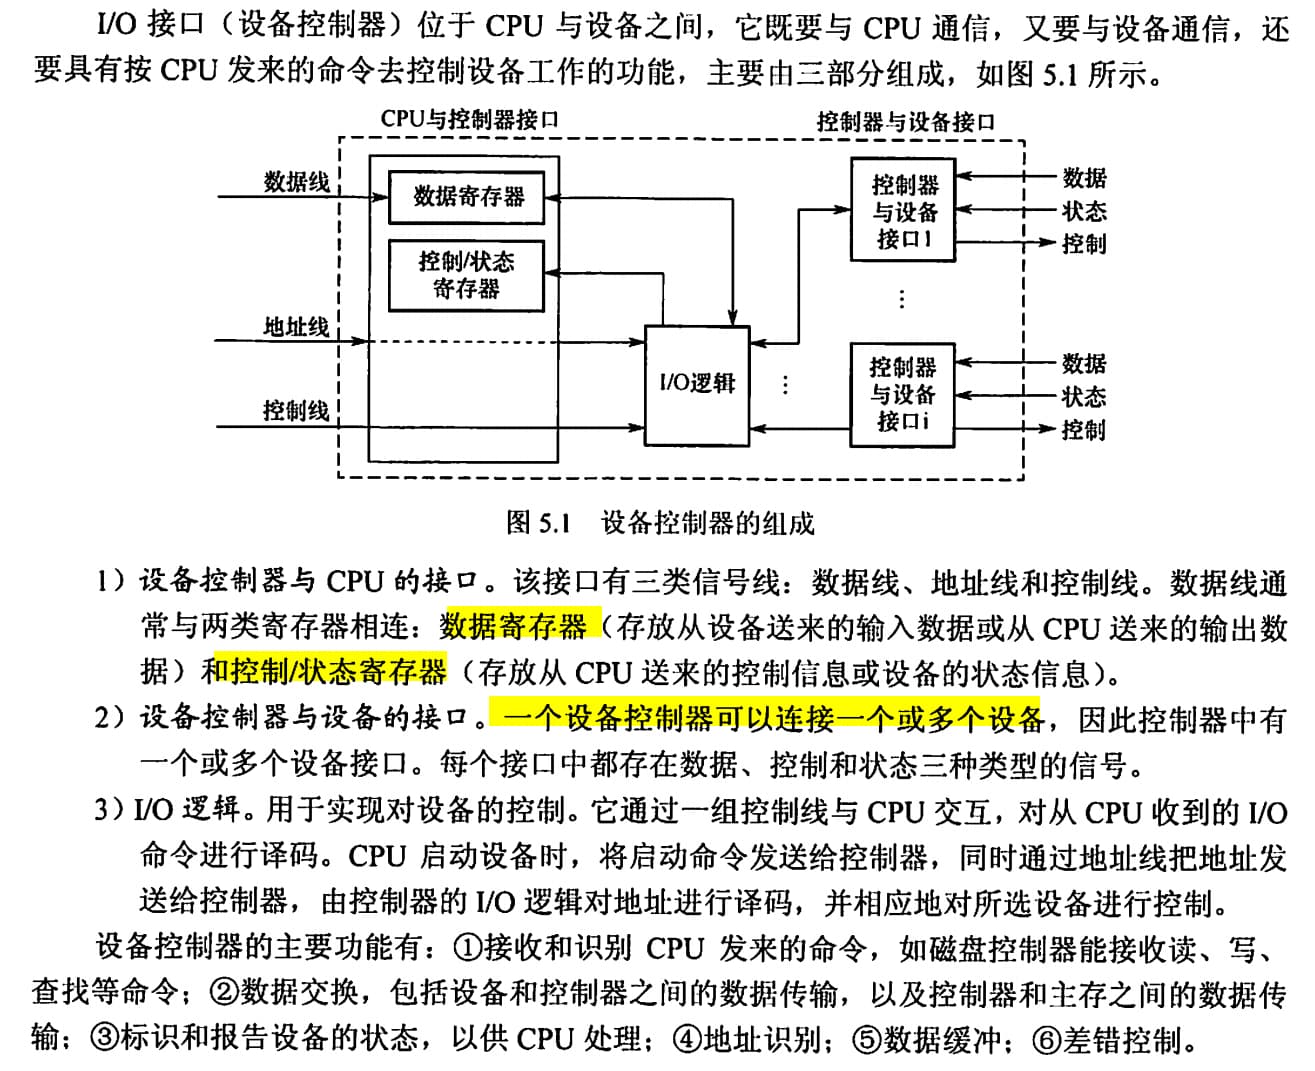 I/O 接口（设备控制器）位于 CPU 与设备之间，它既要与 CPU 通信，又要与设备通信，还
要具有按 CPU 发来的命令去控制设备工作的功能，主要由三部分组成，如图 5.1 所示。
CPU与控制器接口
控制器与设备接口
数据线
数据寄存器
控制/状态
寄存器
地址线
控制线
I/O逻辑
控制器
与设备
接口1
数据
状态
控制
⋮
⋮
控制器
与设备
接口i
数据
状态
控制
图 5.1 设备控制器的组成
1）设备控制器与 CPU 的接口。该接口有三类信号线：数据线、地址线和控制线。数据线通
常与两类寄存器相连：数据寄存器（存放从设备送来的输入数据或从 CPU 送来的输出数
据）和控制/状态寄存器（存放从 CPU 送来的控制信息或设备的状态信息）。
2）设备控制器与设备的接口。一个设备控制器可以连接一个或多个设备，因此控制器中有
一个或多个设备接口。每个接口中都存在数据、控制和状态三种类型的信号。
3）I/O 逻辑。用于实现对设备的控制。它通过一组控制线与 CPU 交互，对从 CPU 收到的 I/O
命令进行译码。CPU 启动设备时，将启动命令发送给控制器，同时通过地址线把地址发
送给控制器，由控制器的 I/O 逻辑对地址进行译码，并相应地对所选设备进行控制。
设备控制器的主要功能有：①接收和识别 CPU 发来的命令，如磁盘控制器能接收读、写、
查找等命令；②数据交换，包括设备和控制器之间的数据传输，以及控制器和主存之间的数据传
输；③标识和报告设备的状态，以供 CPU 处理；④地址识别；⑤数据缓冲；⑥差错控制。